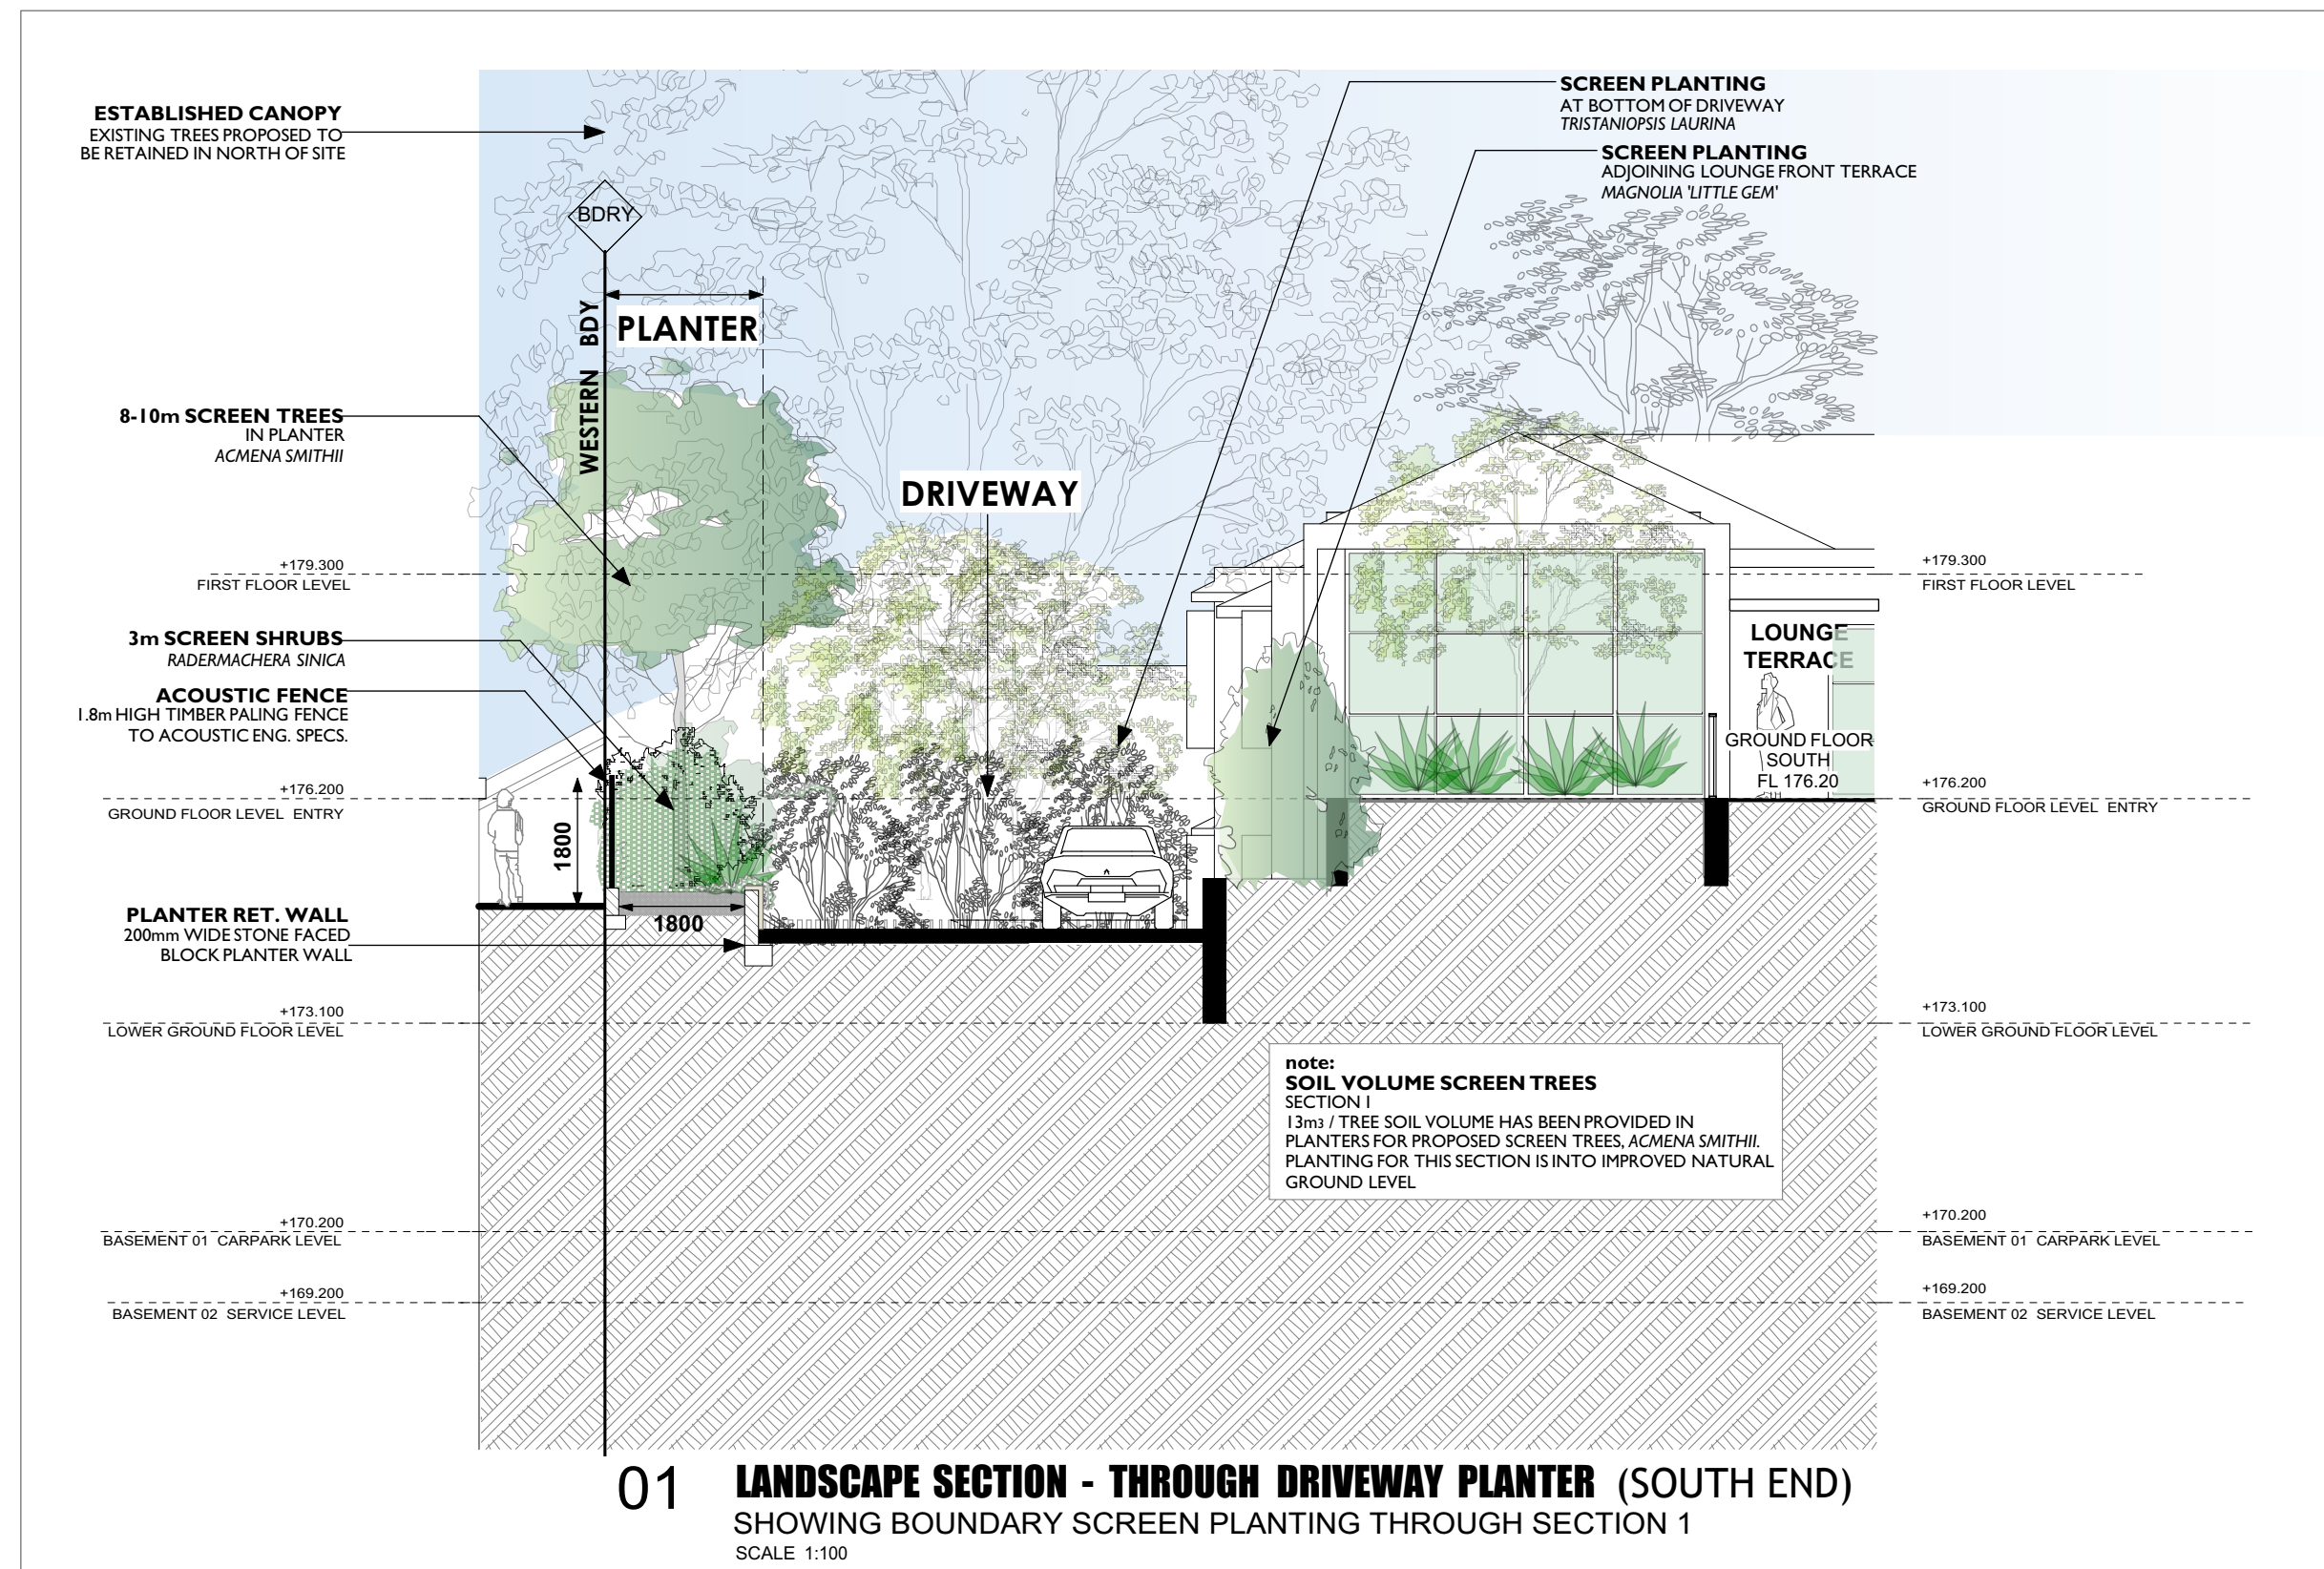 ESTABLISHED CANOPY
EXISTING TREES PROPOSED TO
BE RETAINED IN NORTH OF SITE
SCREEN PLANTING
AT BOTTOM OF DRIVEWAY
TRISTANIOPSIS LAURINA
SCREEN PLANTING
ADJOINING LOUNGE FRONT TERRACE
MAGNOLIA 'LITTLE GEM'
BDRY
WESTERN BDY
PLANTER
8-10m SCREEN TREES
IN PLANTER
ACMENA SMITHII
DRIVEWAY
+179.300
FIRST FLOOR LEVEL
+179.300
FIRST FLOOR LEVEL
3m SCREEN SHRUBS
RADERMACHERA SINICA
ACOUSTIC FENCE
1.8m HIGH TIMBER PALING FENCE
TO ACOUSTIC ENG. SPECS.
LOUNGE
TERRACE
GROUND FLOOR
SOUTH
FL 176.20
+176.200
GROUND FLOOR LEVEL ENTRY
+176.200
GROUND FLOOR LEVEL ENTRY
1800
1800
PLANTER RET. WALL
200mm WIDE STONE FACED
BLOCK PLANTER WALL
+173.100
LOWER GROUND FLOOR LEVEL
+173.100
LOWER GROUND FLOOR LEVEL
note:
SOIL VOLUME SCREEN TREES
SECTION I
13m3 / TREE SOIL VOLUME HAS BEEN PROVIDED IN
PLANTERS FOR PROPOSED SCREEN TREES, ACMENA SMITHII.
PLANTING FOR THIS SECTION IS INTO IMPROVED NATURAL
GROUND LEVEL
+170.200
BASEMENT 01 CARPARK LEVEL
+170.200
BASEMENT 01 CARPARK LEVEL
+169.200
BASEMENT 02 SERVICE LEVEL
+169.200
BASEMENT 02 SERVICE LEVEL
01 LANDSCAPE SECTION - THROUGH DRIVEWAY PLANTER (SOUTH END)
SHOWING BOUNDARY SCREEN PLANTING THROUGH SECTION 1
SCALE 1:100